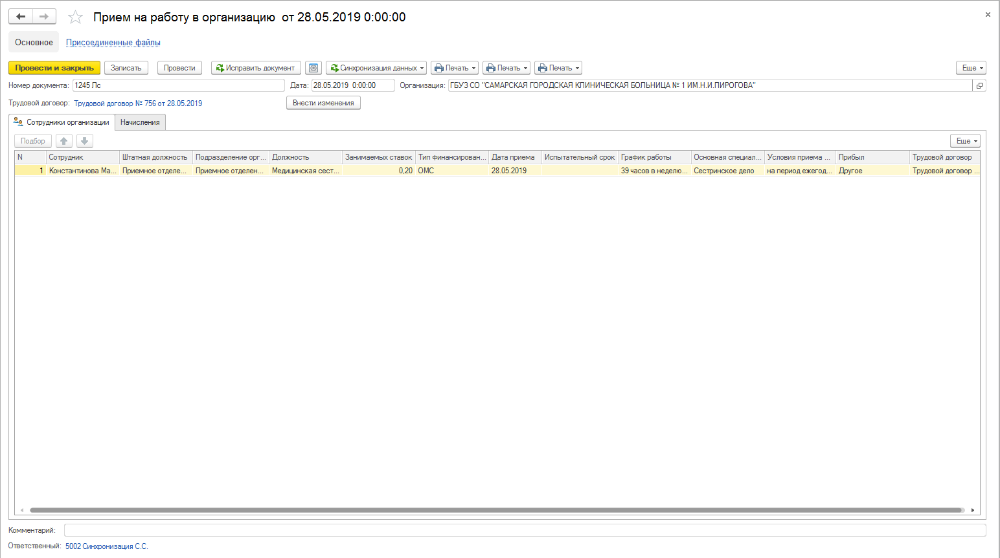 Прием на работу в организацию от 28.05.2019 0:00:00
Основное Присоединенные файлы
Провести и закрыть Записать Провести Исправить документ Синхронизация данных Печать Печать Печать Еще
Номер документа: 1245 Лс Дата: 28.05.2019 0:00:00 Организация: ГБУЗ СО "САМАРСКАЯ ГОРОДСКАЯ КЛИНИЧЕСКАЯ БОЛЬНИЦА № 1 ИМ.Н.И.ПИРОГОВА"
Трудовой договор: Трудовой договор № 756 от 28.05.2019 Внести изменения
Сотрудники организации Начисления
Подбор Еще
N Сотрудник Штатная должность Подразделение орг... Должность Занимаемых ставок Тип финансирован... Дата приема Испытательный срок График работы Основная специал... Условия приема ... Прибыл Трудовой договор
1 Константинова Ма... Приемное отделе... Приемное отделен... Медицинская сест... 0,20 ОМС 28.05.2019 39 часов в неделю... Сестринское дело на период ежегод... Другое Трудовой договор ...
Комментарий:
Ответственный: 5002 Синхронизация С.С.